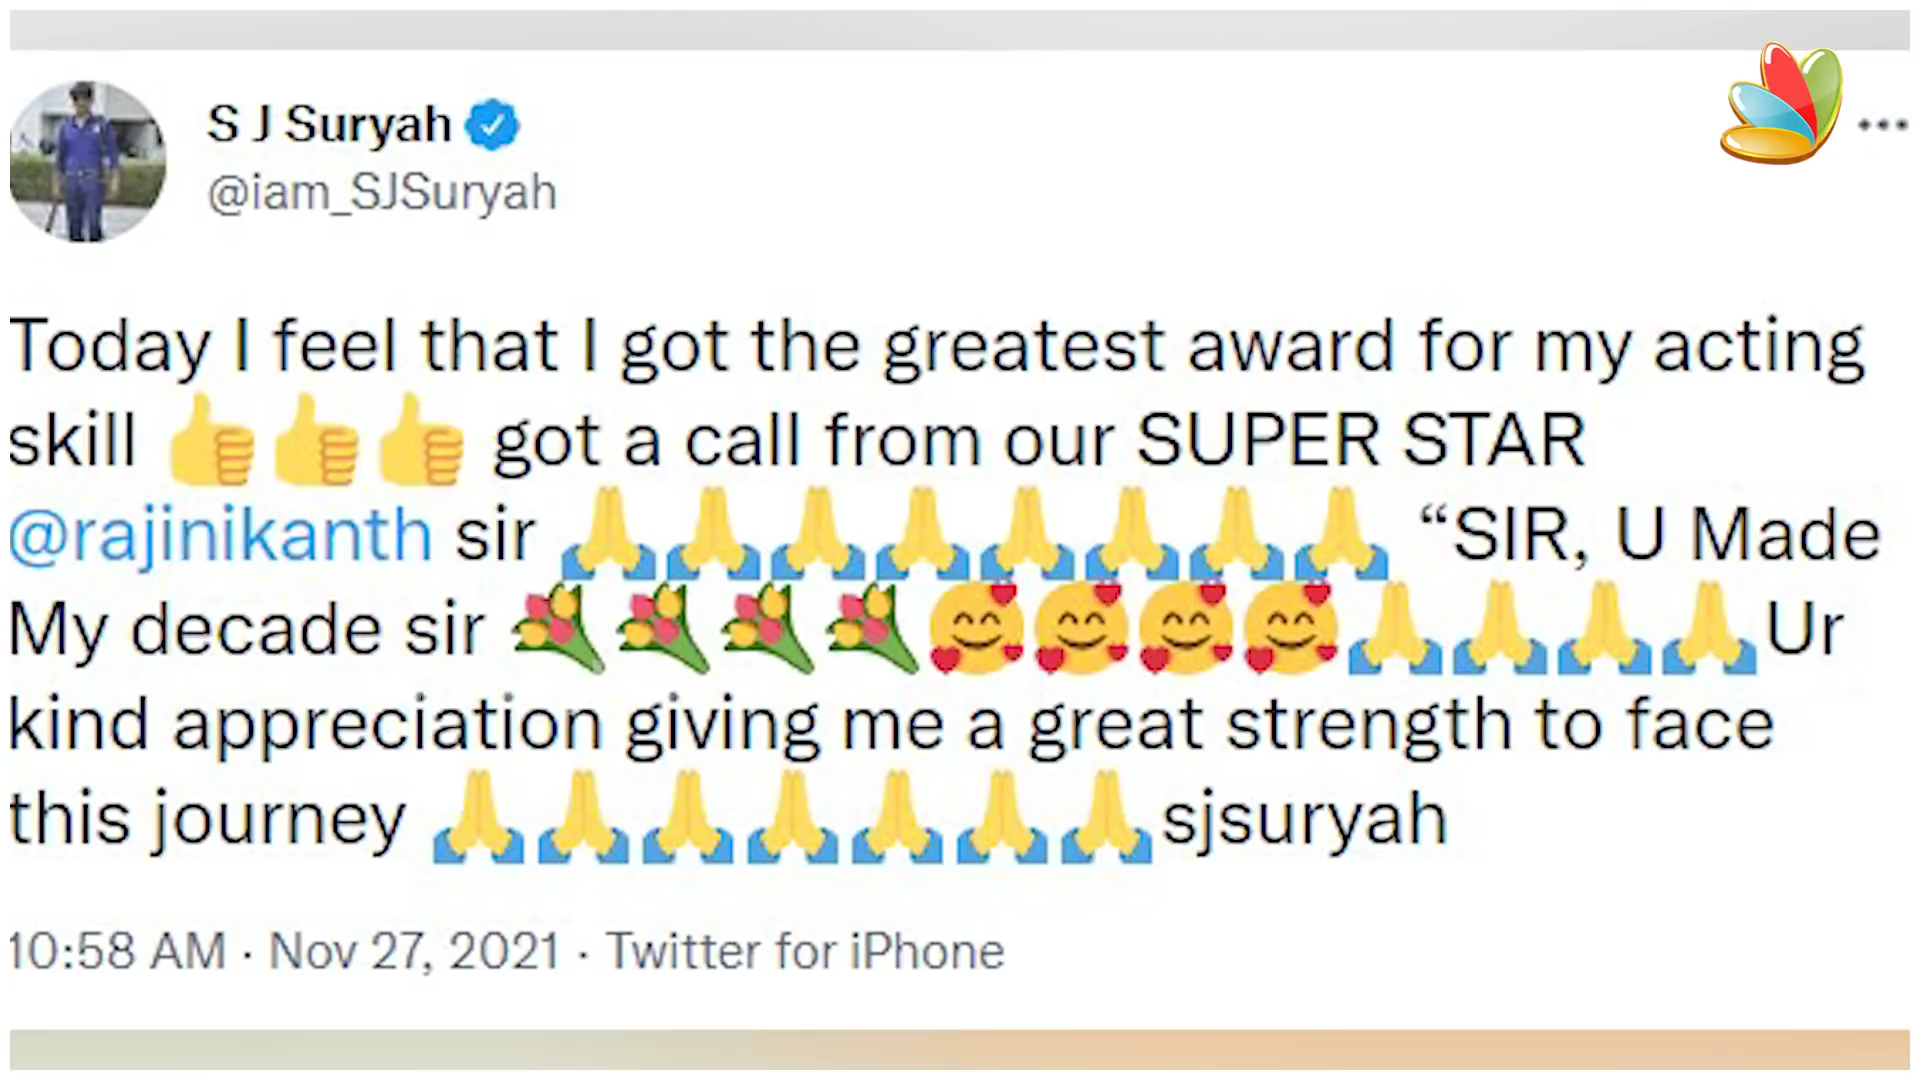 S J Suryah
@iam_SJSuryah
Today I feel that I got the greatest award for my acting
skill 👍👍👍 got a call from our SUPER STAR
@rajinikanth sir 🙏🙏🙏🙏🙏🙏🙏🙏 “SIR, U Made
My decade sir 💐💐💐💐🥰🥰🥰🥰🙏🙏🙏🙏Ur
kind appreciation giving me a great strength to face
this journey 🙏🙏🙏🙏🙏🙏🙏sjsuryah
10:58 AM · Nov 27, 2021 · Twitter for iPhone